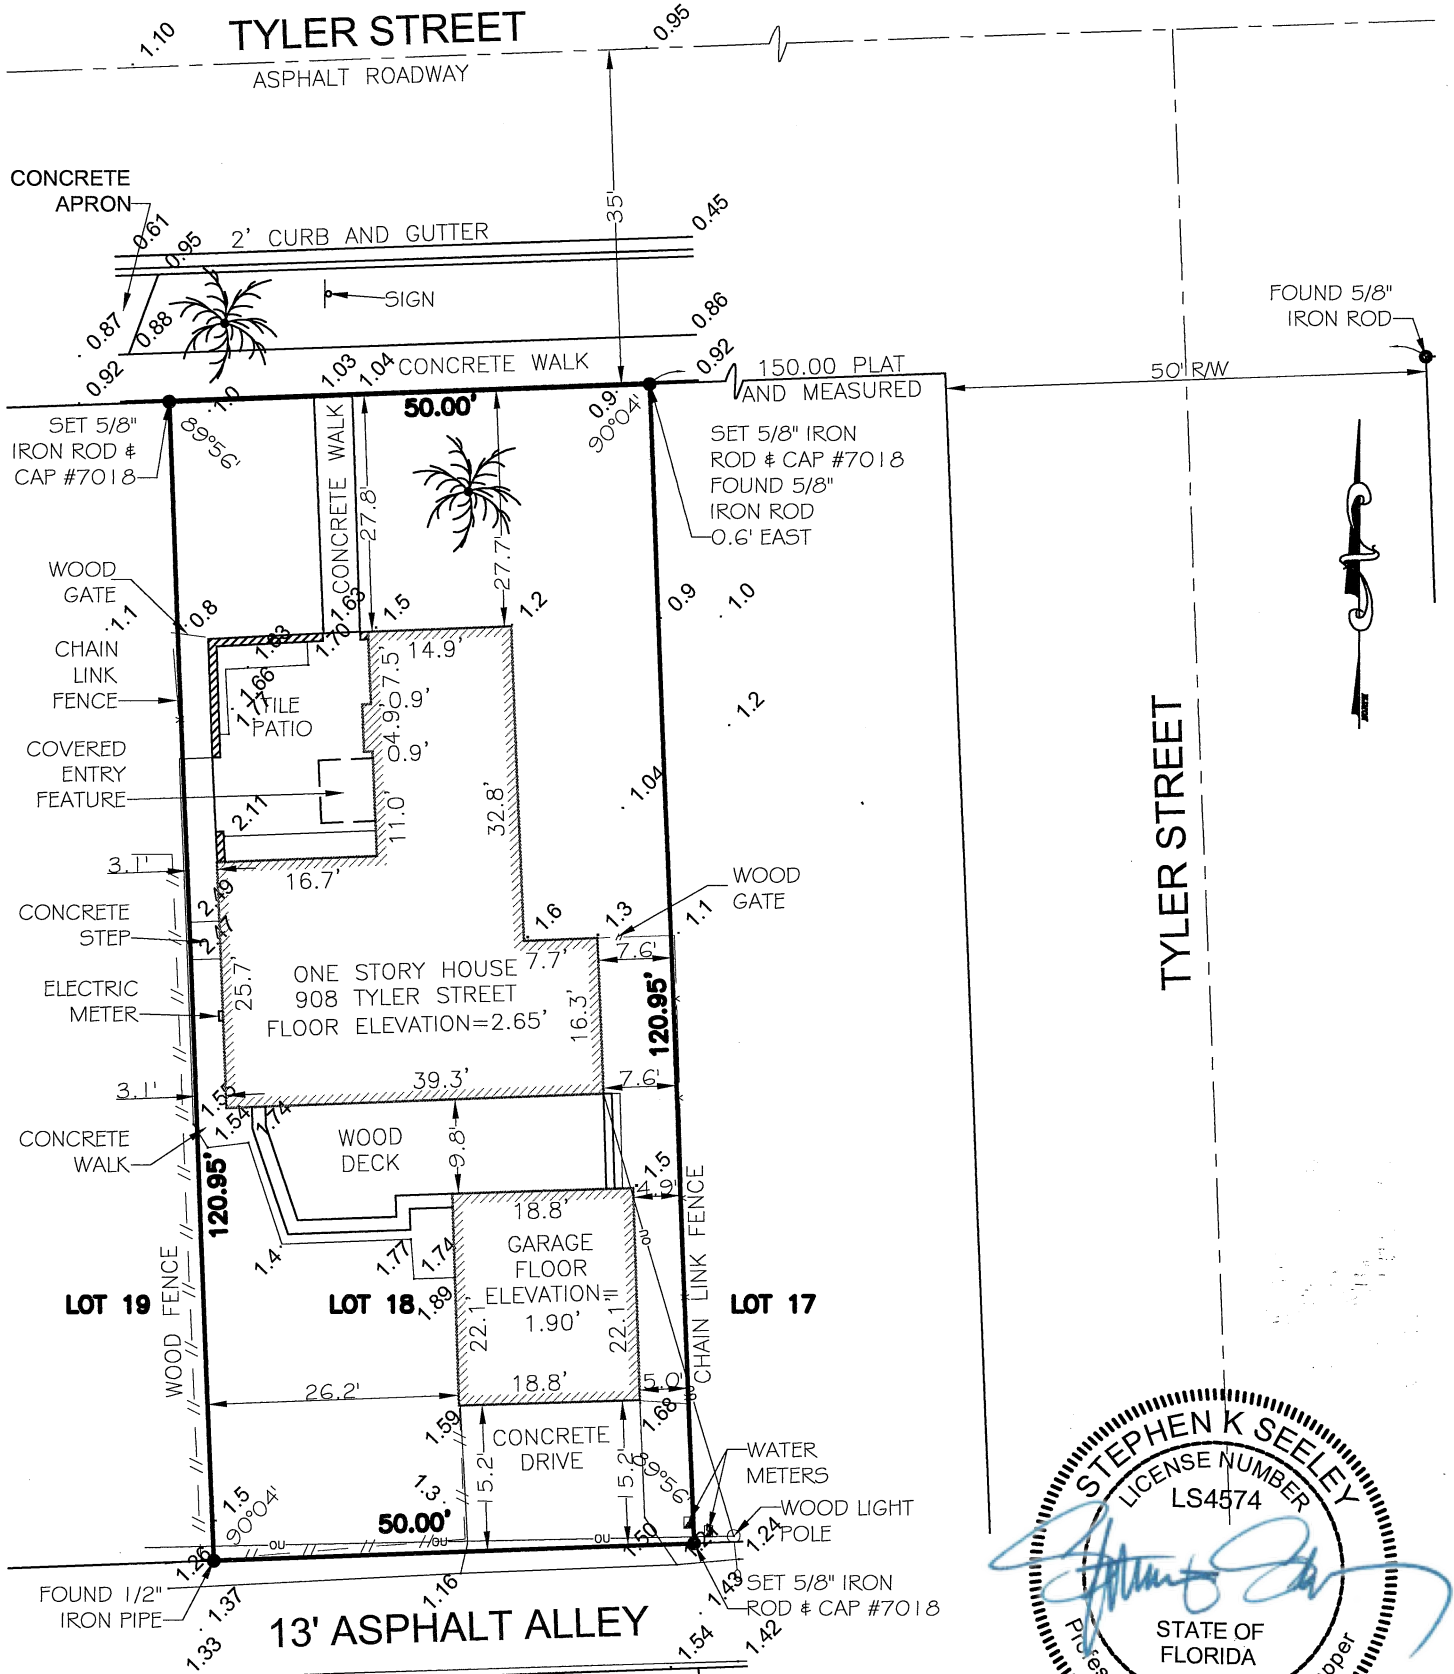 TYLER STREET
ASPHALT ROADWAY
1.10
0.95
35'
CONCRETE
APRON
0.61
0.95
2' CURB AND GUTTER
0.45
SIGN
0.87
0.88
0.86
0.92
1.03
1.04
CONCRETE WALK
0.92
150.00 PLAT
AND MEASURED
50' R/W
FOUND 5/8"
IRON ROD
SET 5/8"
IRON ROD &
CAP #7018
1.0
89°56'
50.00'
0.9
90°04'
SET 5/8" IRON
ROD & CAP #7018
FOUND 5/8"
IRON ROD
0.6' EAST
CONCRETE WALK
27.8'
27.7'
WOOD
GATE
1.1
0.8
1.63
1.5
1.2
0.9
1.0
CHAIN
LINK
FENCE
1.63
1.70
14.9'
7.5'
1.66
1.77
TILE
PATIO
0.9'
4.9'
0.9'
1.2
COVERED
ENTRY
FEATURE
2.11
11.0'
32.8'
1.04
TYLER STREET
3.1'
16.7'
WOOD
GATE
CONCRETE
STEP
1.6
1.3
1.1
7.7'
7.6'
ELECTRIC
METER
25.7'
ONE STORY HOUSE
908 TYLER STREET
FLOOR ELEVATION=2.65'
16.3'
120.95'
3.1'
39.3'
7.6'
1.55
1.54
1.74
CONCRETE
WALK
WOOD
DECK
9.8'
1.5
4.9'
120.95'
18.8'
GARAGE
FLOOR
ELEVATION=
1.90'
1.4
1.77
1.74
1.89
22.1'
22.1'
WOOD FENCE
CHAIN LINK FENCE
LOT 19
LOT 18
LOT 17
26.2'
18.8'
5.0'
1.59
1.68
CONCRETE
DRIVE
15.2'
15.2'
89°56'
WATER
METERS
WOOD LIGHT
POLE
1.5
90°04'
1.3
50.00'
OU
OU
OU
1.50
1.24
1.26
FOUND 1/2"
IRON PIPE
1.37
1.33
1.16
13' ASPHALT ALLEY
1.43
SET 5/8" IRON
ROD & CAP #7018
1.54
1.42
STEPHEN K SEELEY
LICENSE NUMBER
LS4574
STATE OF
FLORIDA